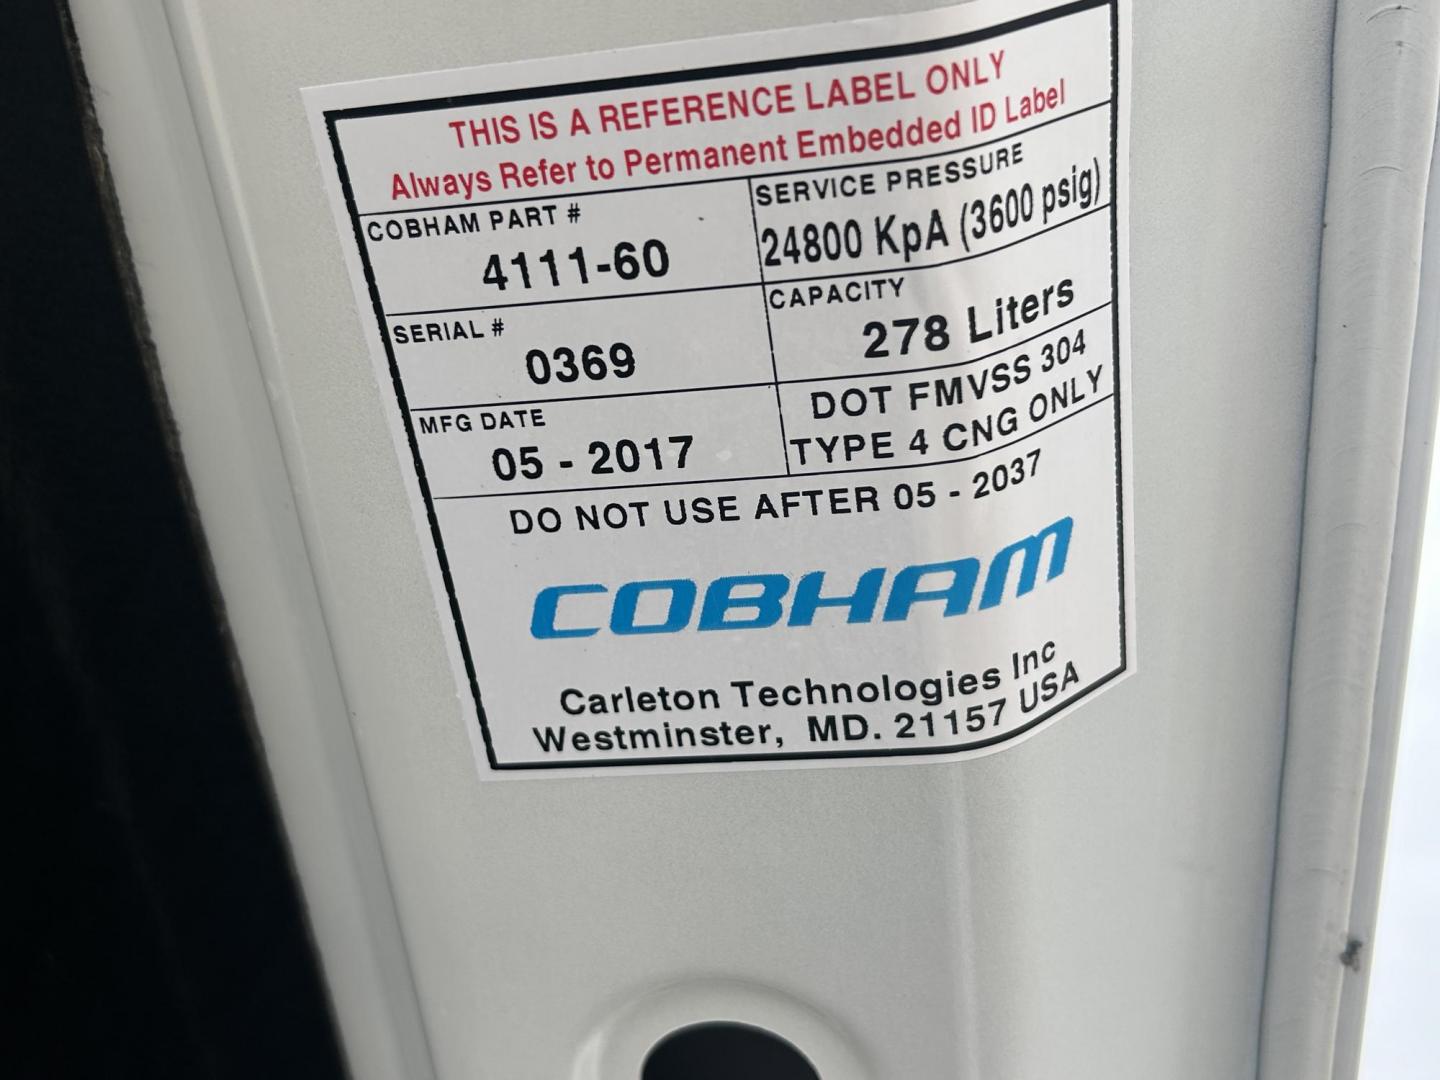 THIS IS A REFERENCE LABEL ONLY
Always Refer to Permanent Embedded ID Label
COBHAM PART #
4111-60
SERVICE PRESSURE
24800 KpA (3600 psig)
SERIAL #
0369
CAPACITY
278 Liters
MFG DATE
05 - 2017
DOT FMVSS 304
TYPE 4 CNG ONLY
DO NOT USE AFTER 05 - 2037
COBHAM
Carleton Technologies Inc
Westminster, MD. 21157 USA